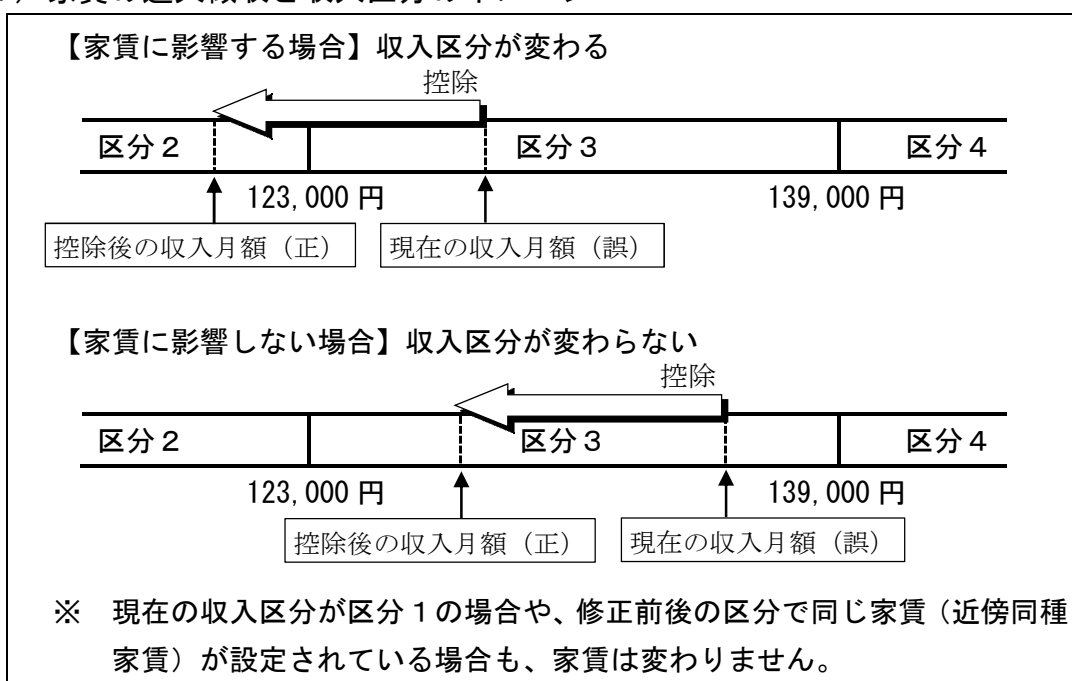 【家賃に影響する場合】収入区分が変わる
控除
区分２ 区分３ 区分４
123,000 円 139,000 円
控除後の収入月額（正） 現在の収入月額（誤）
【家賃に影響しない場合】収入区分が変わらない
控除
区分２ 区分３ 区分４
123,000 円 139,000 円
控除後の収入月額（正） 現在の収入月額（誤）
※ 現在の収入区分が区分１の場合や、修正前後の区分で同じ家賃（近傍同種
家賃）が設定されている場合も、家賃は変わりません。